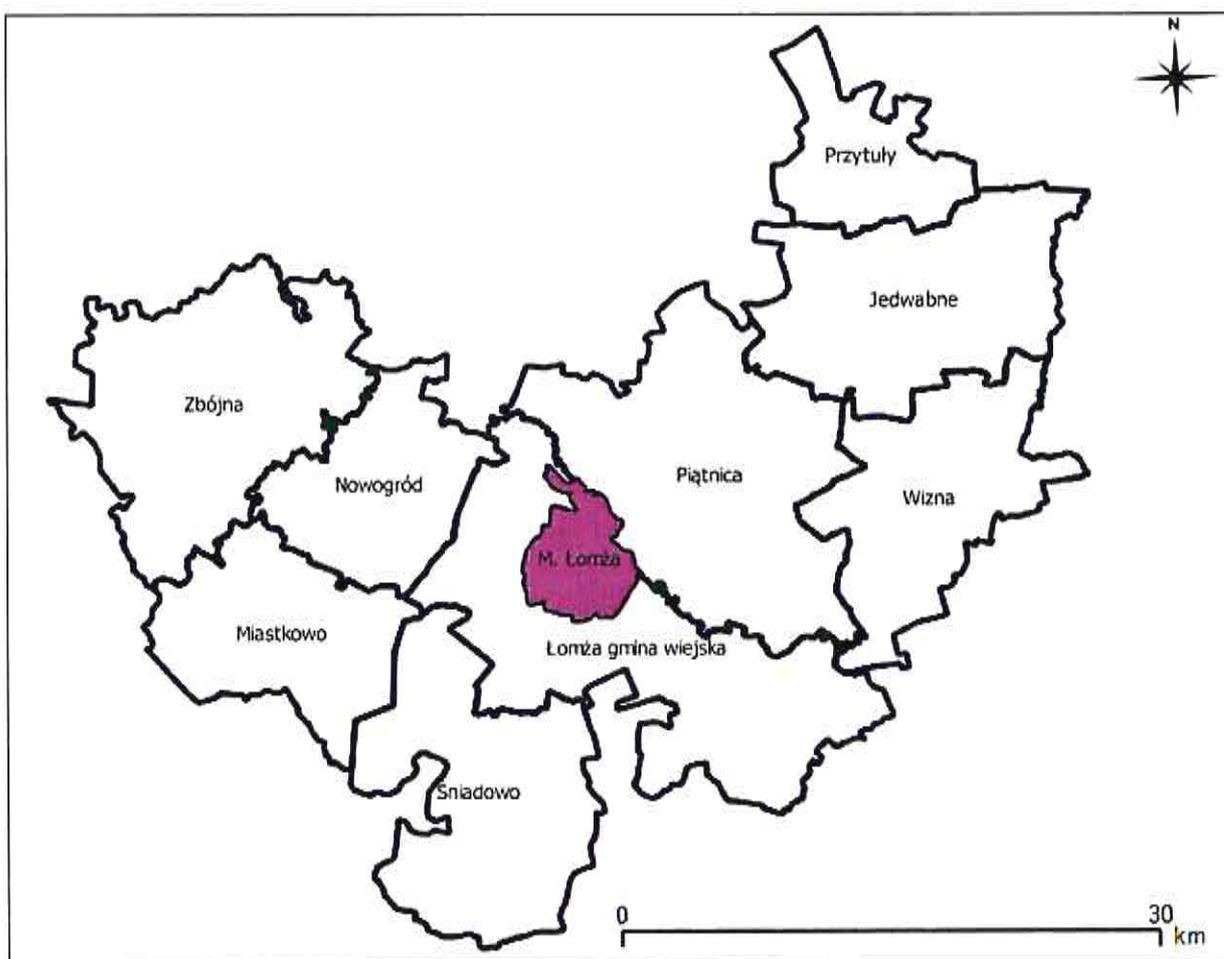 N
Przytuły
Jedwabne
Zbójna
Nowogród
Piątnica
Wizna
M. Łomża
Miastkowo
Łomża gmina wiejska
Śniadowo
0 30
km